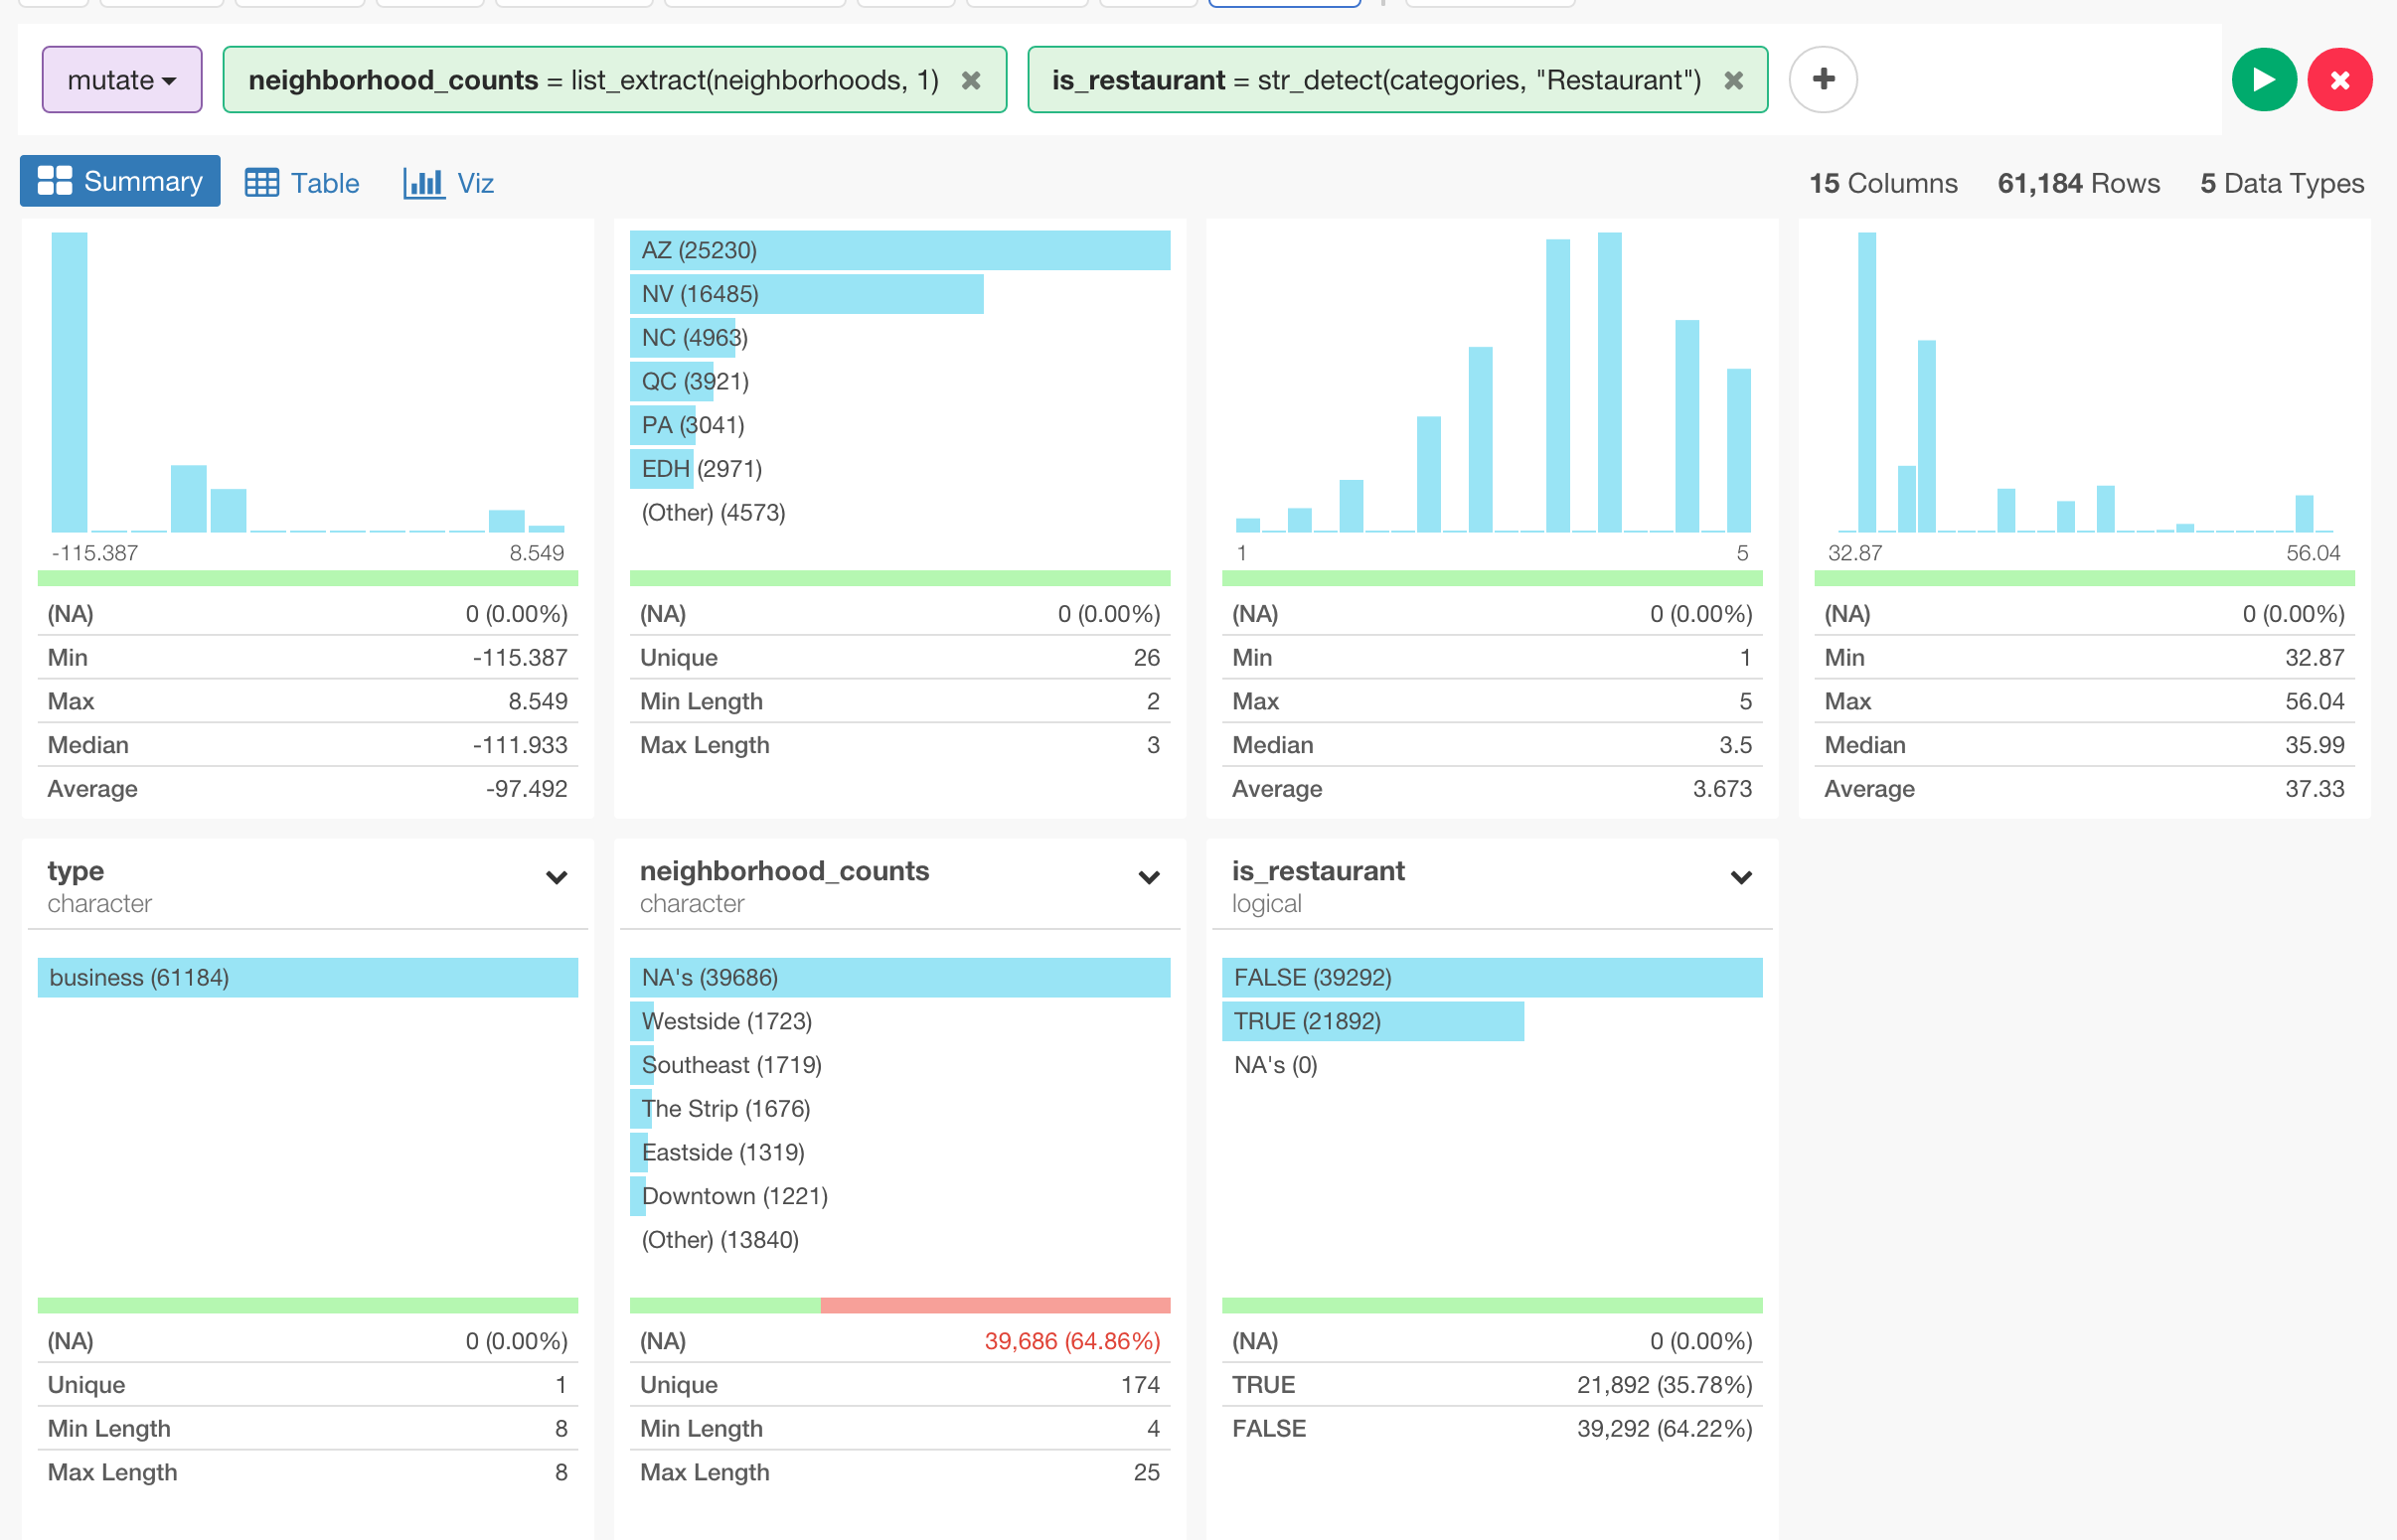 mutate
neighborhood_counts = list_extract(neighborhoods, 1)
is_restaurant = str_detect(categories, "Restaurant")
Summary
Table
Viz
15 Columns
61,184 Rows
5 Data Types
-115.387
8.549
(NA) 0 (0.00%)
Min -115.387
Max 8.549
Median -111.933
Average -97.492
AZ (25230)
NV (16485)
NC (4963)
QC (3921)
PA (3041)
EDH (2971)
(Other) (4573)
(NA) 0 (0.00%)
Unique 26
Min Length 2
Max Length 3
1
5
(NA) 0 (0.00%)
Min 1
Max 5
Median 3.5
Average 3.673
32.87
56.04
(NA) 0 (0.00%)
Min 32.87
Max 56.04
Median 35.99
Average 37.33
type
character
business (61184)
(NA) 0 (0.00%)
Unique 1
Min Length 8
Max Length 8
neighborhood_counts
character
NA's (39686)
Westside (1723)
Southeast (1719)
The Strip (1676)
Eastside (1319)
Downtown (1221)
(Other) (13840)
(NA) 39,686 (64.86%)
Unique 174
Min Length 4
Max Length 25
is_restaurant
logical
FALSE (39292)
TRUE (21892)
NA's (0)
(NA) 0 (0.00%)
TRUE 21,892 (35.78%)
FALSE 39,292 (64.22%)